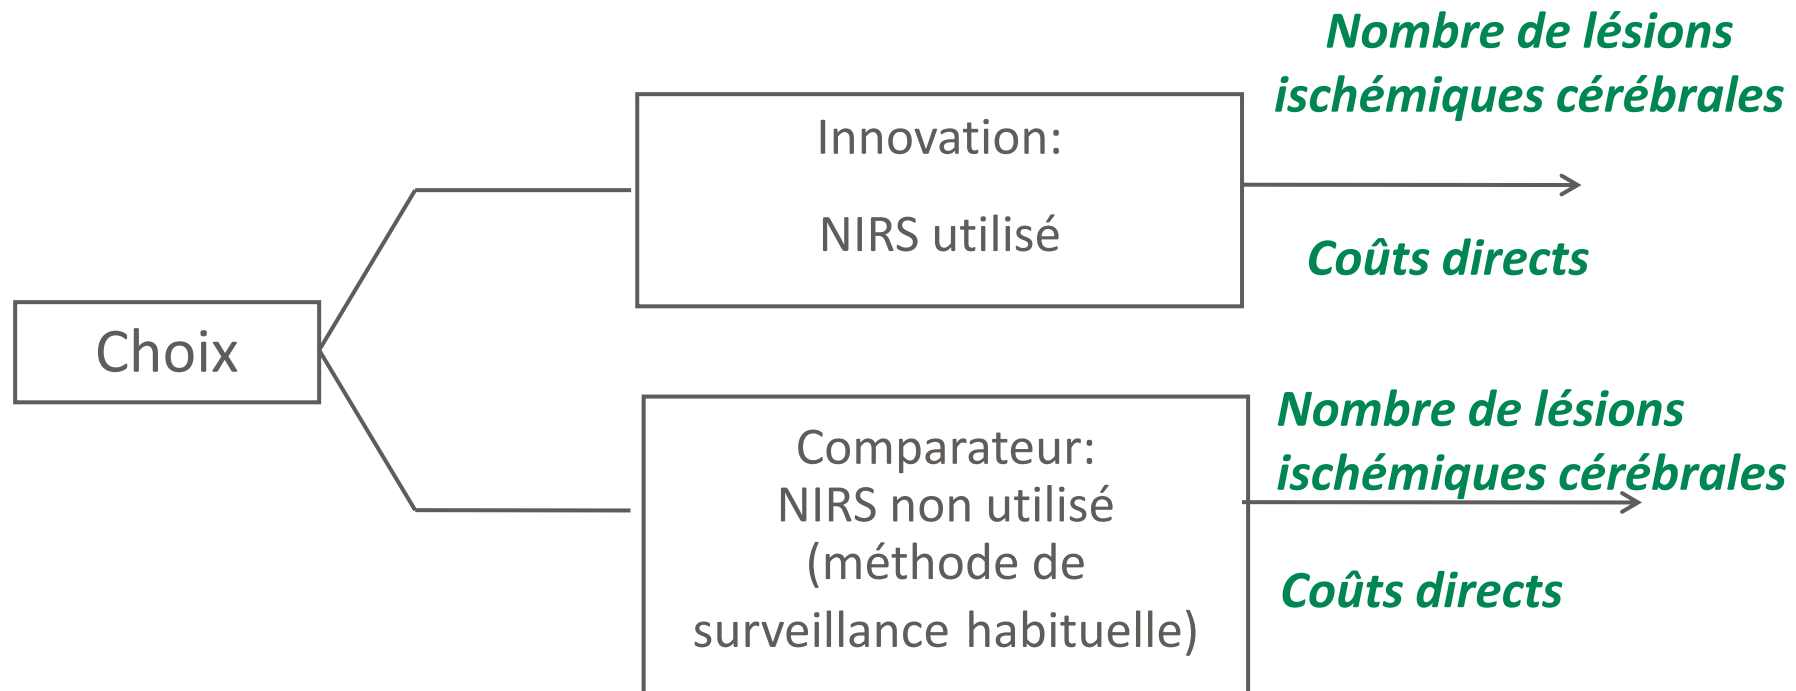 Nombre de lésions
ischémiques cérébrales
Innovation:
NIRS utilisé
Coûts directs
Choix
Nombre de lésions
ischémiques cérébrales
Comparateur:
NIRS non utilisé
(méthode de
surveillance habituelle)
Coûts directs